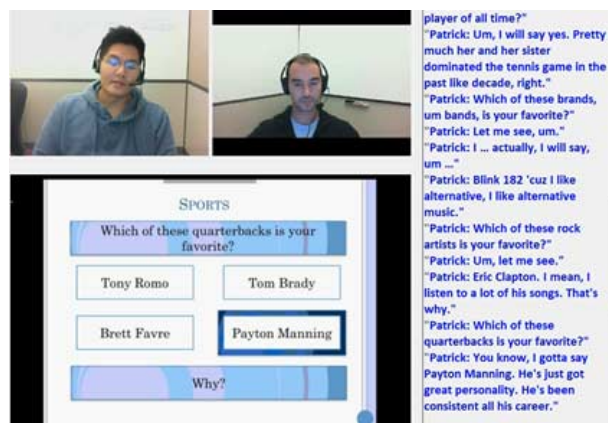 SPORTS
Which of these quarterbacks is your
favorite?
Tony Romo
Tom Brady
Brett Favre
Payton Manning
Why?
player of all time?"
"Patrick: Um, I will say yes. Pretty
much her and her sister
dominated the tennis game in the
past like decade, right."
"Patrick: Which of these brands,
um bands, is your favorite?"
"Patrick: Let me see, um."
"Patrick: I ... actually, I will say,
um ..."
"Patrick: Blink 182 'cuz I like
alternative, I like alternative
music."
"Patrick: Which of these rock
artists is your favorite?"
"Patrick: Um, let me see."
"Patrick: Eric Clapton. I mean, I
listen to a lot of his songs. That's
why."
"Patrick: Which of these
quarterbacks is your favorite?"
"Patrick: You know, I gotta say
Payton Manning. He's just got
great personality. He's been
consistent all his career."